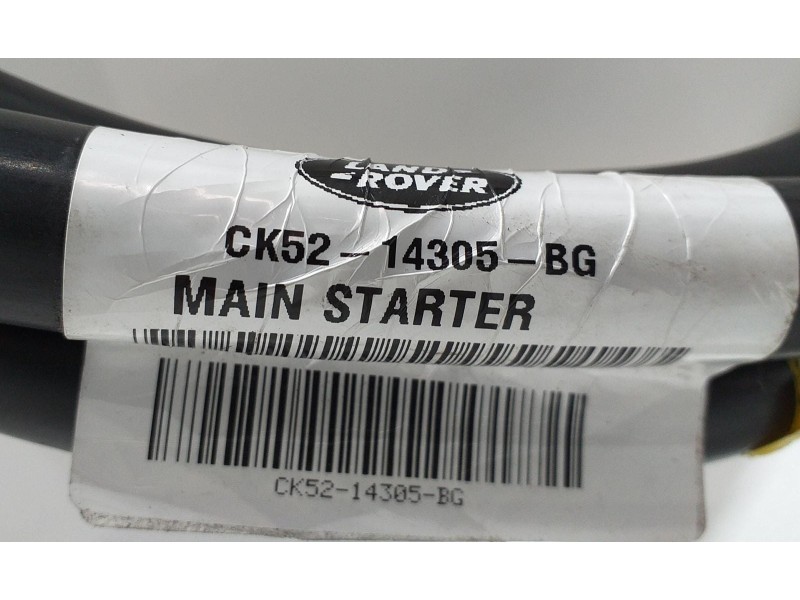 LAND-
-ROVER
CK52-14305-BG
MAIN STARTER
CK52-14305-BG